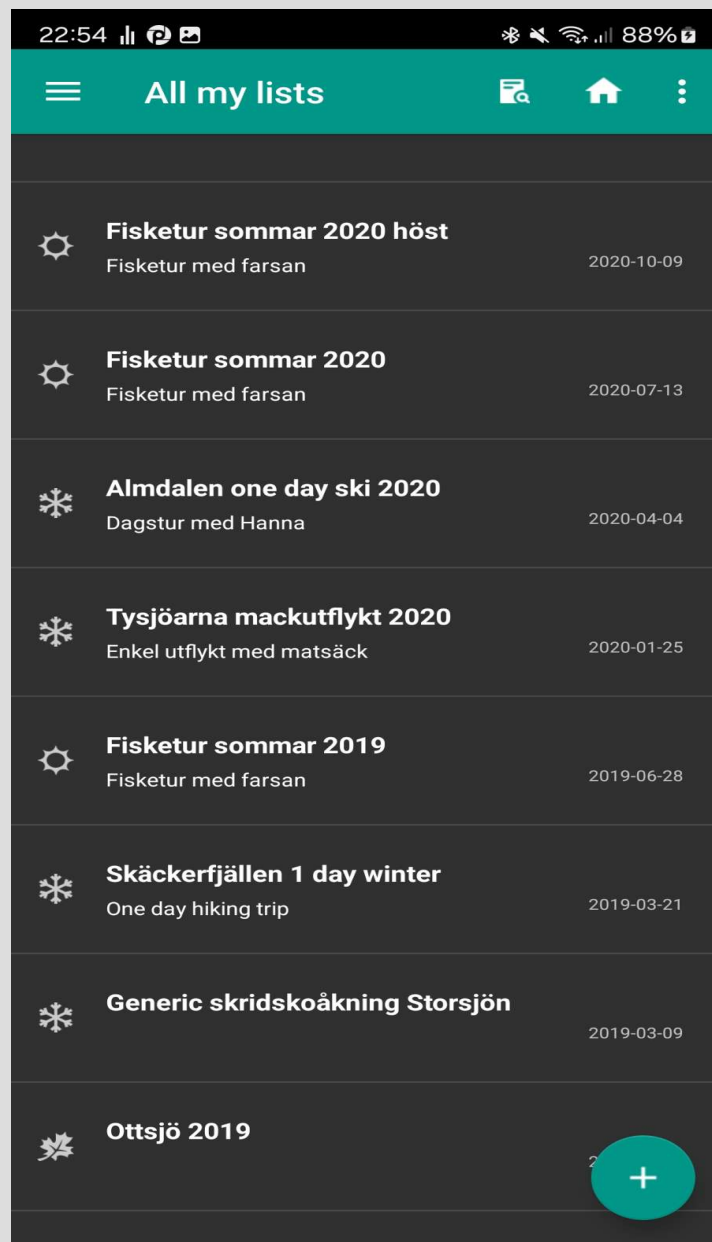 22:54 88%
All my lists
Fisketur sommar 2020 höst
Fisketur med farsan
2020-10-09
Fisketur sommar 2020
Fisketur med farsan
2020-07-13
Almdalen one day ski 2020
Dagstur med Hanna
2020-04-04
Tysjöarna mackutflykt 2020
Enkel utflykt med matsäck
2020-01-25
Fisketur sommar 2019
Fisketur med farsan
2019-06-28
Skäckerfjällen 1 day winter
One day hiking trip
2019-03-21
Generic skridskoåkning Storsjön
2019-03-09
Ottsjö 2019